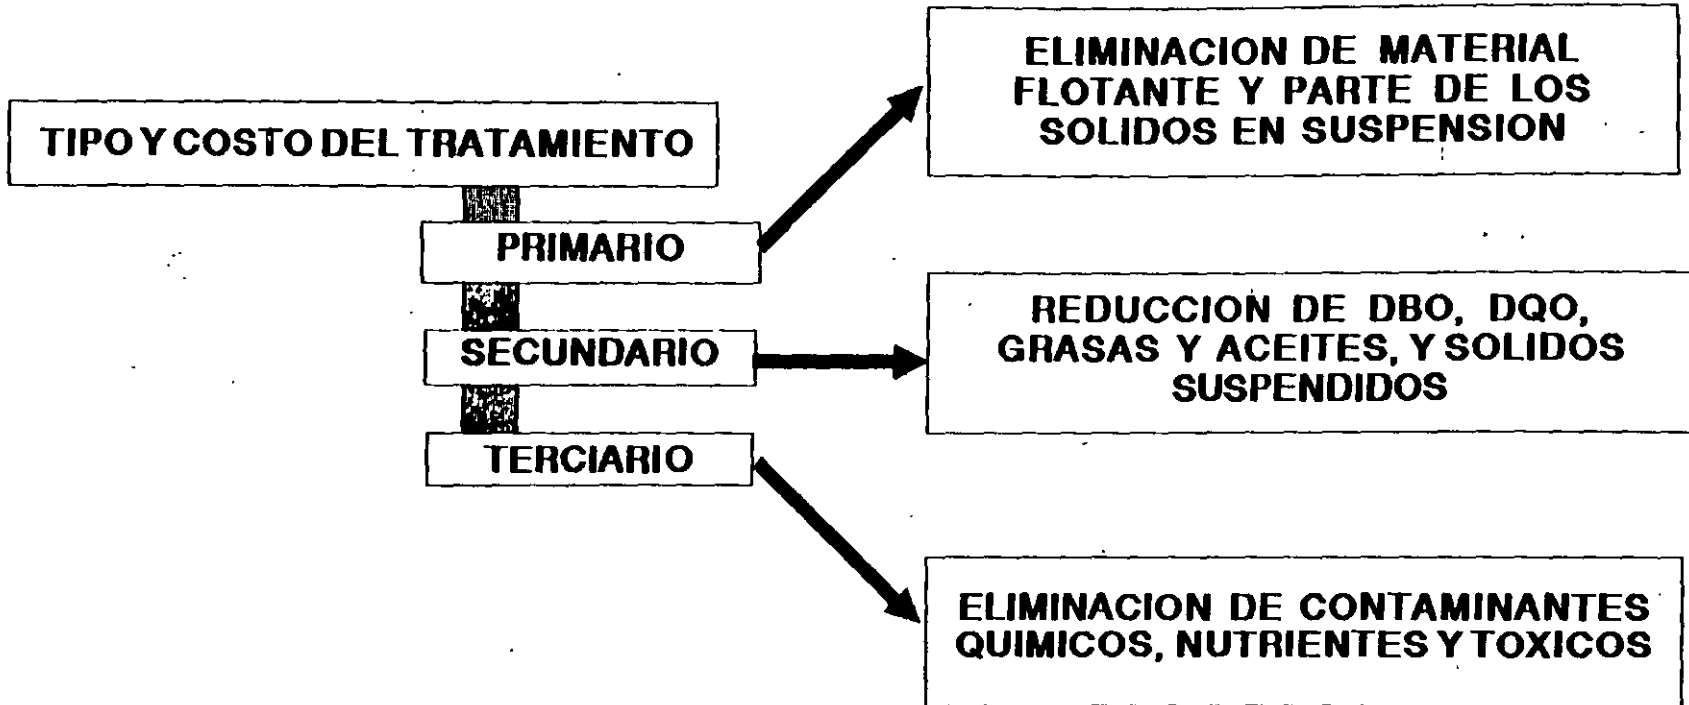 TIPO Y COSTO DEL TRATAMIENTO
PRIMARIO
ELIMINACION DE MATERIAL
FLOTANTE Y PARTE DE LOS
SOLIDOS EN SUSPENSION
SECUNDARIO
REDUCCION DE DBO, DQO,
GRASAS Y ACEITES, Y SOLIDOS
SUSPENDIDOS
TERCIARIO
ELIMINACION DE CONTAMINANTES
QUIMICOS, NUTRIENTES Y TOXICOS